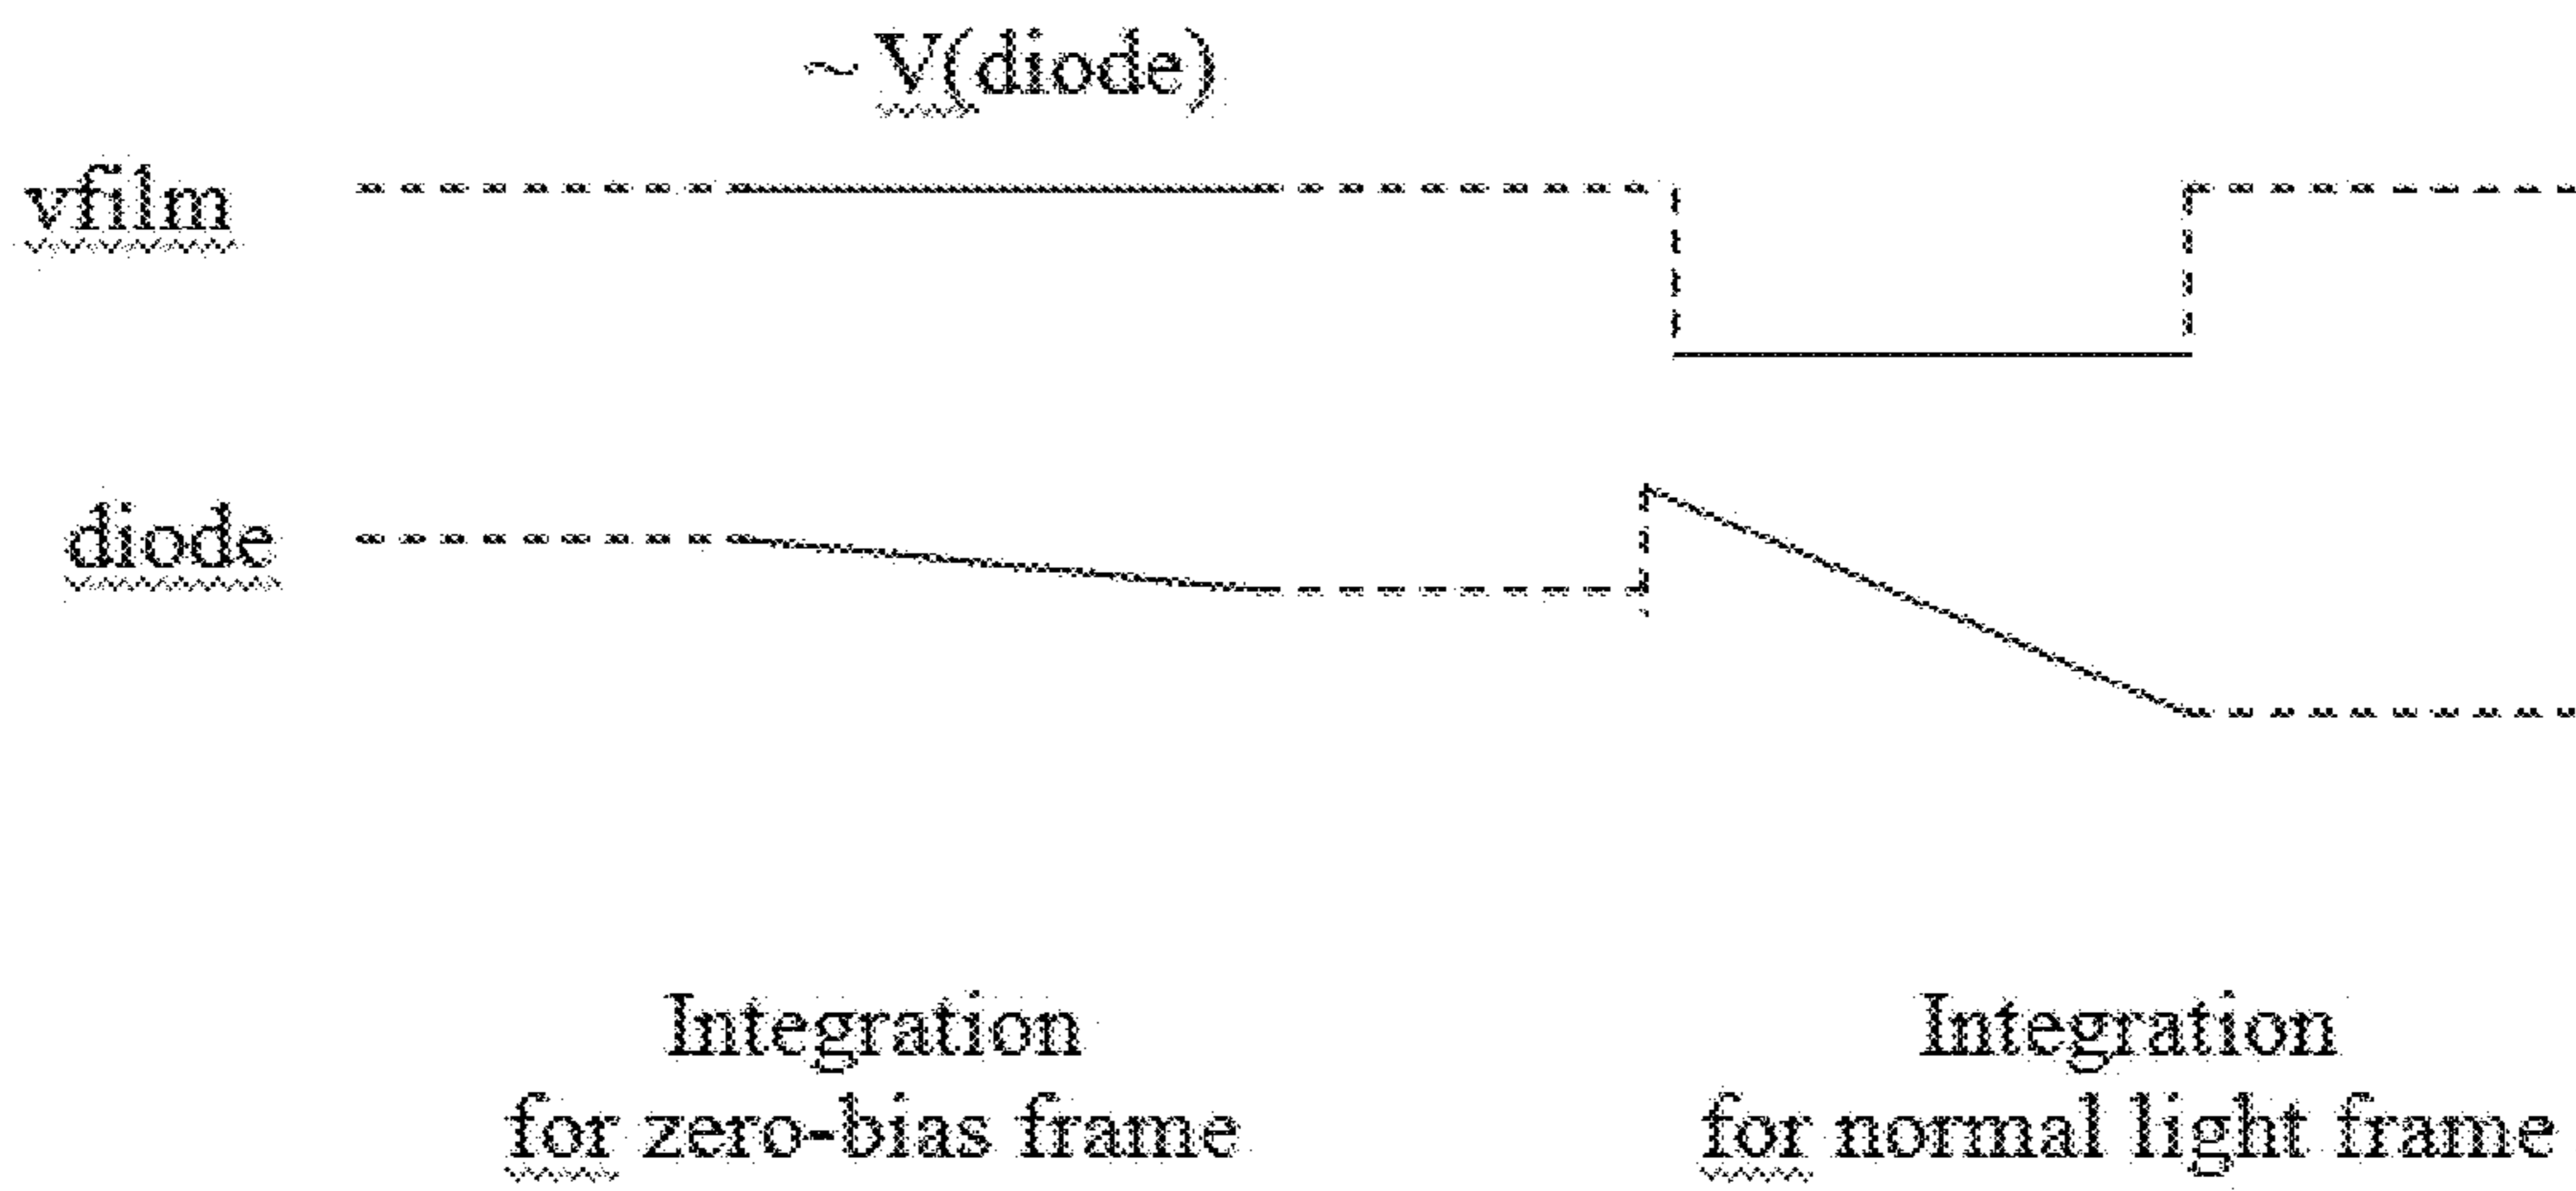 ~ V(diode)
vfilm
diode
Integration
for zero-bias frame
Integration
for normal light frame